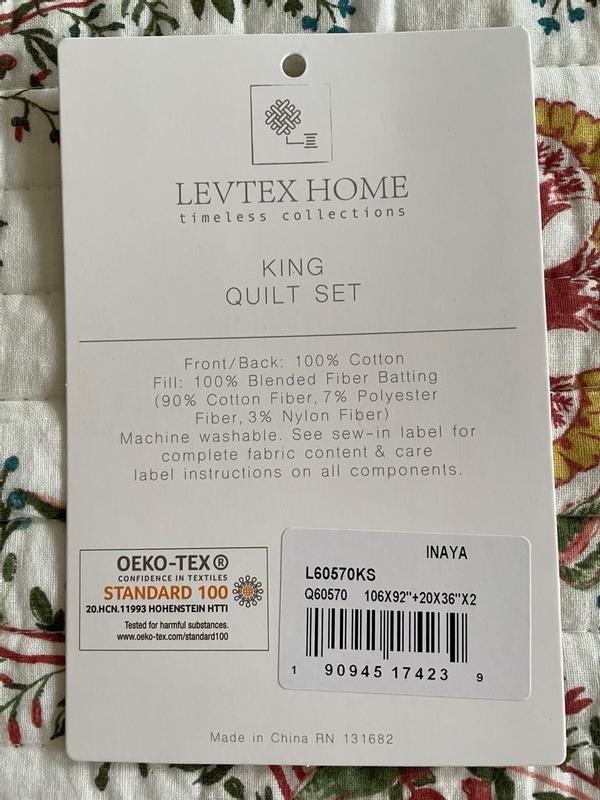 LEVTEX HOME
timeless collections
KING
QUILT SET
Front/Back: 100% Cotton
Fill: 100% Blended Fiber Batting
(90% Cotton Fiber, 7% Polyester
Fiber, 3% Nylon Fiber)
Machine washable. See sew-in label for
complete fabric content & care
label instructions on all components.
OEKO-TEX®
CONFIDENCE IN TEXTILES
STANDARD 100
20.HCN.11993 HOHENSTEIN HTTI
Tested for harmful substances.
www.oeko-tex.com/standard100
INAYA
L60570KS
Q60570 106X92"+20X36"X2
1 90945 17423 9
Made in China RN 131682